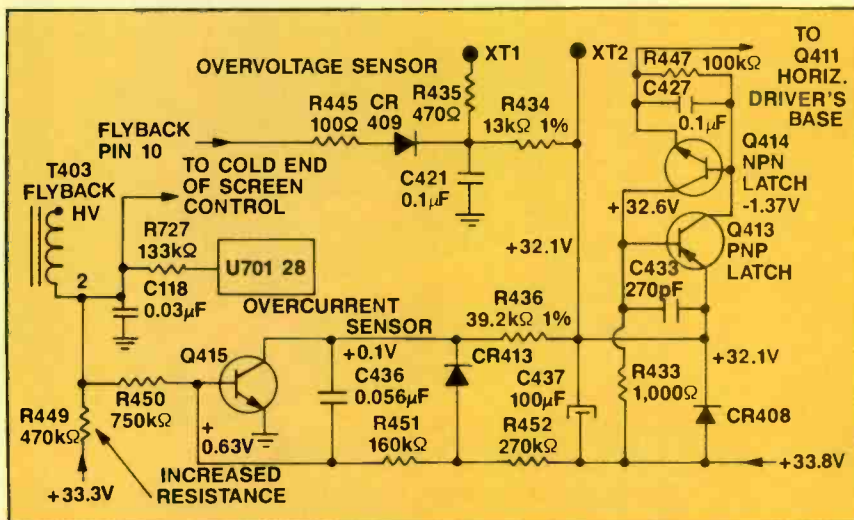 TO
Q411
HORIZ.
DRIVER'S
BASE
XT1
XT2
R447
100kΩ
C427
0.1μF
OVERVOLTAGE SENSOR
R435
470Ω
R434
13kΩ 1%
R445
100Ω
CR
409
FLYBACK
PIN 10
Q414
NPN
LATCH
-1.37V
T403
FLYBACK
HV
TO COLD END
OF SCREEN
CONTROL
C421
0.1μF
+32.6V
Q413
PNP
LATCH
R727
133kΩ
U701 28
+32.1V
C433
270pF
2
C118
0.03μF
OVERCURRENT
SENSOR
R436
39.2kΩ 1%
Q415
+0.1V
CR413
+32.1V
C436
0.056μF
C437
100μF
R433
1,000Ω
R449
470kΩ
R450
750kΩ
CR408
+
0.63V
R451
160kΩ
R452
270kΩ
INCREASED
RESISTANCE
+33.3V
+33.8V